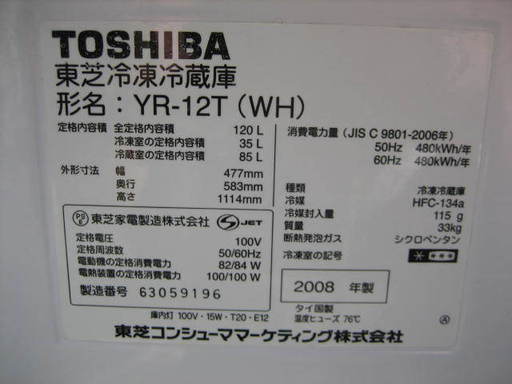 TOSHIBA
東芝冷凍冷蔵庫
形名：YR-12T（WH）
定格内容積 全定格内容積 120 L
冷凍室の定格内容積 35 L
冷蔵室の定格内容積 85 L
外形寸法 幅 477mm
奥行 583mm
高さ 1114mm
消費電力量（JIS C 9801-2006年）
50Hz 480kWh/年
60Hz 480kWh/年
種類 冷凍冷蔵庫
冷媒 HFC-134a
冷媒封入量 115 g
質量 33kg
断熱発泡ガス シクロペンタン
冷凍室の記号
PSE 東芝家電製造株式会社 S-JET
定格電圧 100V
定格周波数 50/60Hz
電動機の定格消費電力 82/84 W
電熱装置の定格消費電力 100/100 W
製造番号 63059196
2008 年製
タイ国製
温度ヒューズ 76℃
庫内灯 100V・15W・T20・E12
東芝コンシューママーケティング株式会社
Ⓐ